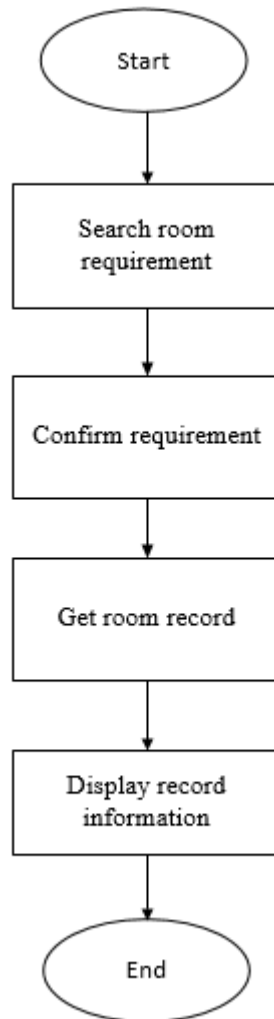 Start
Search room
requirement
Confirm requirement
Get room record
Display record
information
End